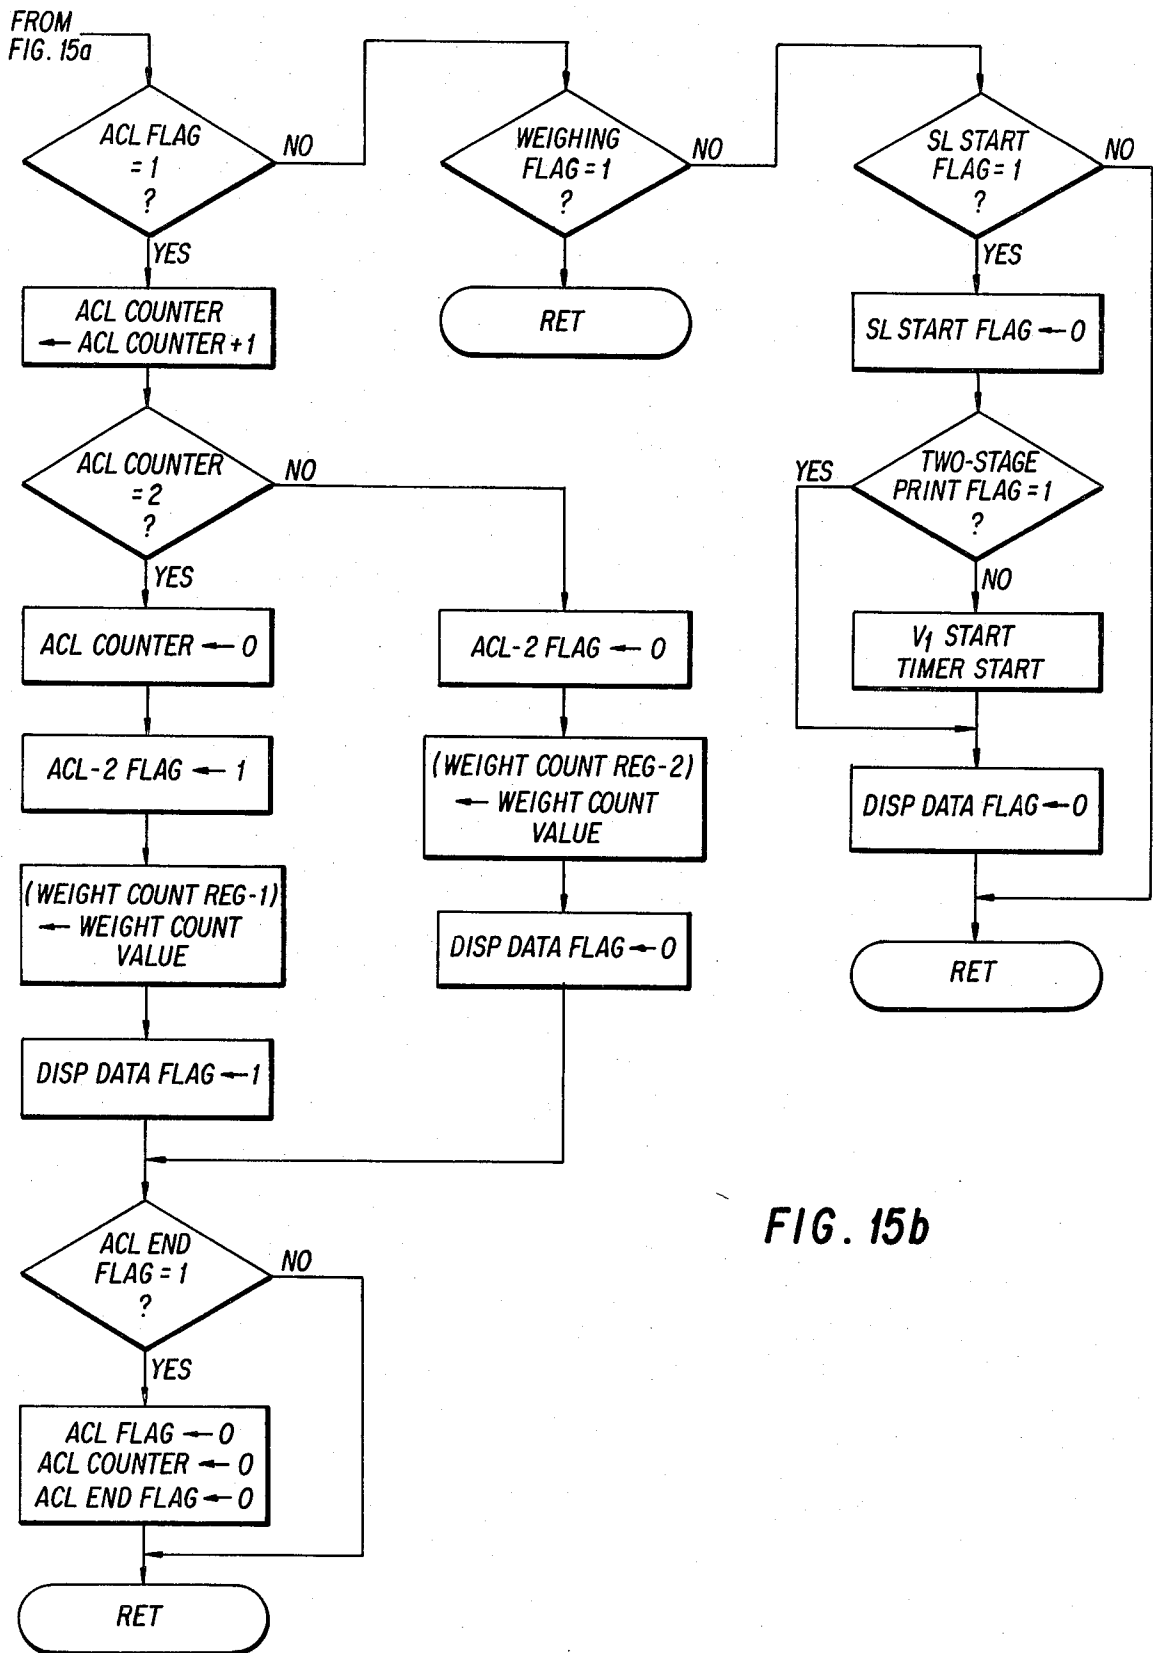 FROM
FIG. 15a
ACL FLAG
= 1
?
NO
YES
ACL COUNTER
← ACL COUNTER+1
ACL COUNTER
= 2
?
NO
YES
ACL COUNTER ← 0
ACL-2 FLAG ← 1
(WEIGHT COUNT REG-1)
← WEIGHT COUNT
VALUE
DISP DATA FLAG ← 1
ACL-2 FLAG ← 0
(WEIGHT COUNT REG-2)
← WEIGHT COUNT
VALUE
DISP DATA FLAG ← 0
ACL END
FLAG = 1
?
NO
YES
ACL FLAG ← 0
ACL COUNTER ← 0
ACL END FLAG ← 0
RET
WEIGHING
FLAG = 1
?
NO
RET
SL START
FLAG = 1
?
NO
YES
SL START FLAG ← 0
TWO-STAGE
PRINT FLAG = 1
?
YES
NO
V1 START
TIMER START
DISP DATA FLAG ← 0
RET
FIG. 15b